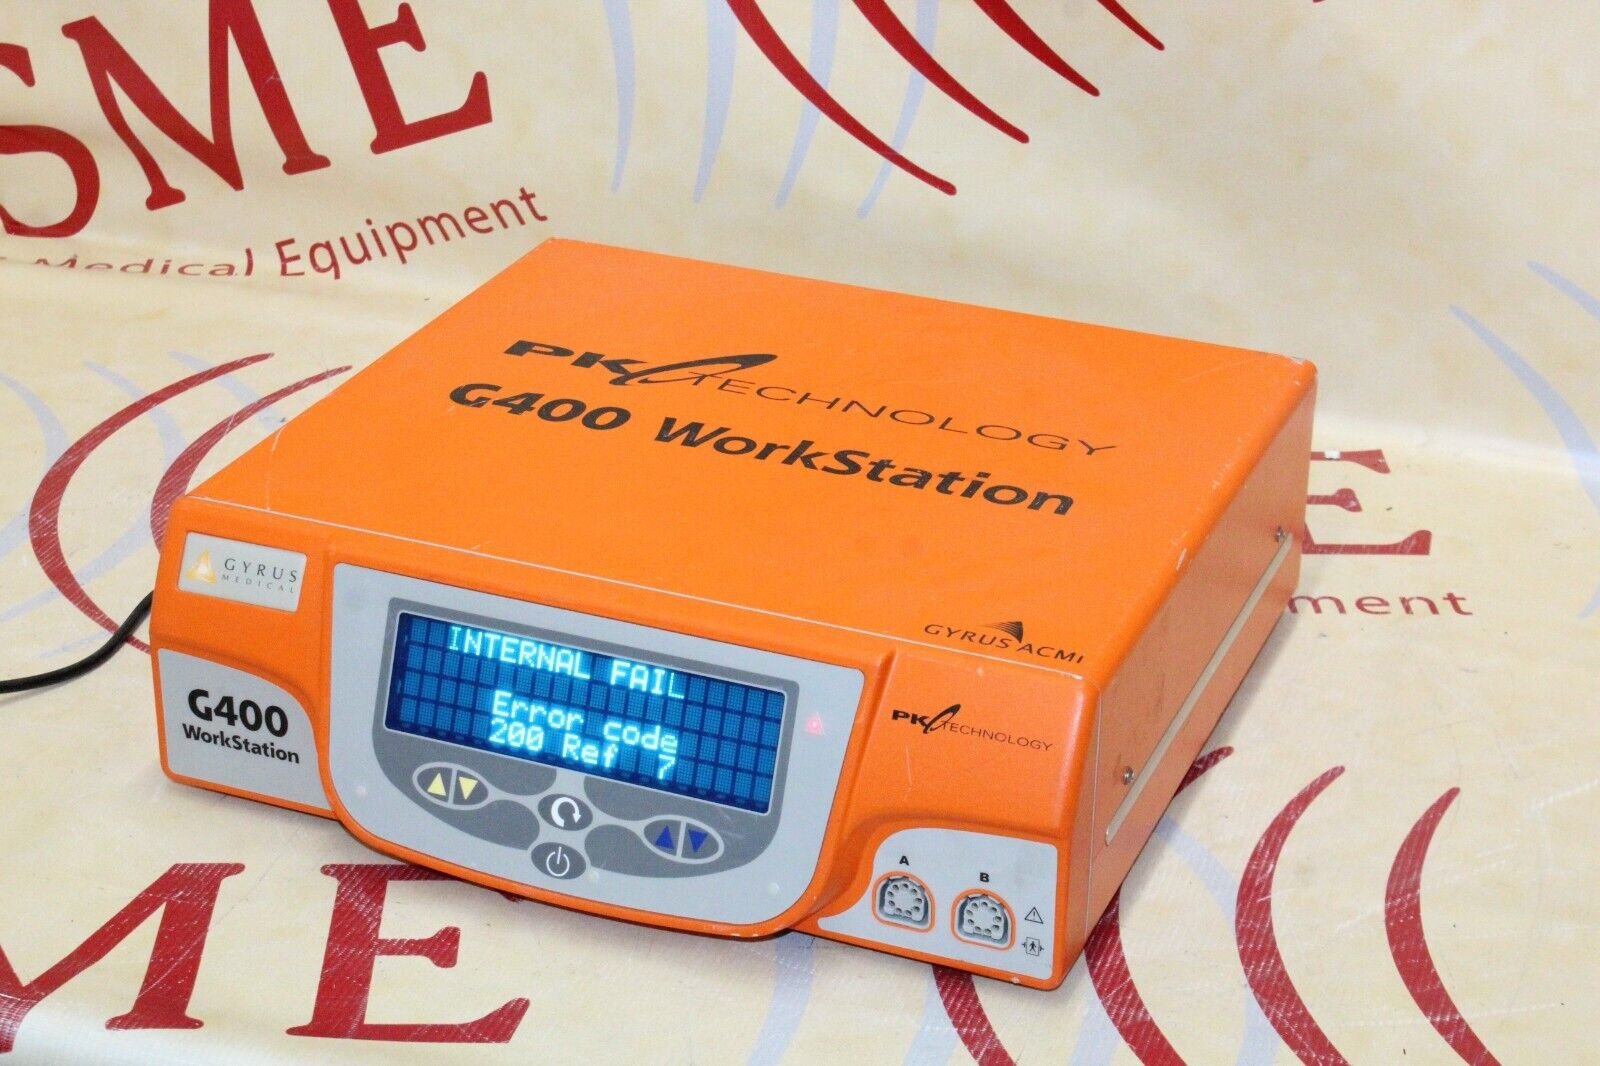 SME
Medical Equipment
PK TECHNOLOGY
G400 WorkStation
GYRUS
MEDICAL
GYRUS ACMI
G400
WorkStation
INTERNAL FAIL
Error code
200 Ref 7
PK TECHNOLOGY
A
B
E
ment
ME